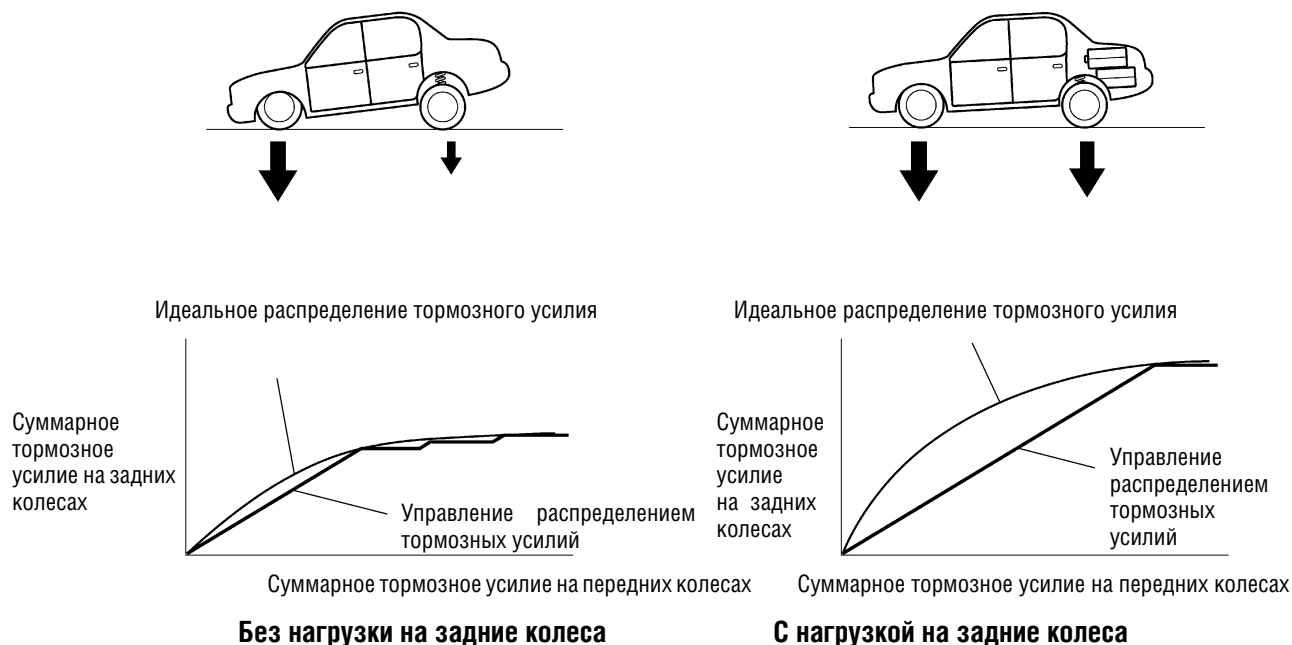 Идеальное распределение тормозного усилия
Суммарное
тормозное
усилие на задних
колесах
Управление распределением
тормозных усилий
Суммарное тормозное усилие на передних колесах
Без нагрузки на задние колеса
Идеальное распределение тормозного усилия
Суммарное
тормозное
усилие
на задних
колесах
Управление
распределением
тормозных
усилий
Суммарное тормозное усилие на передних колесах
С нагрузкой на задние колеса